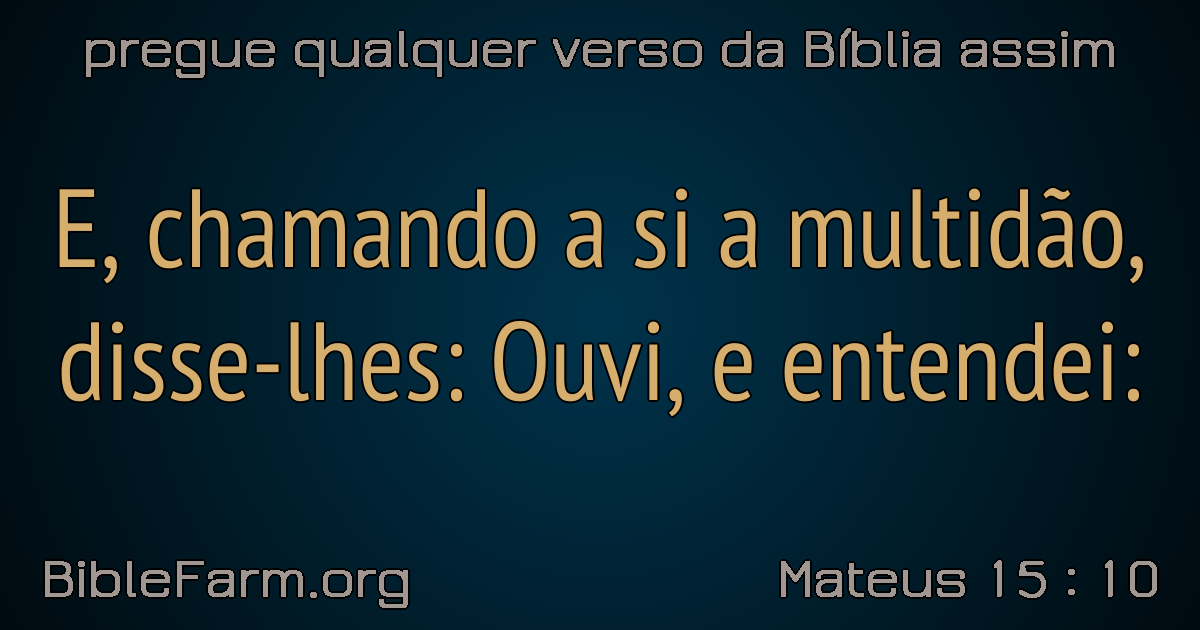 pregue qualquer verso da Bíblia assim
E, chamando a si a multidão,
disse-lhes: Ouvi, e entendei:
BibleFarm.org
Mateus 15 : 10